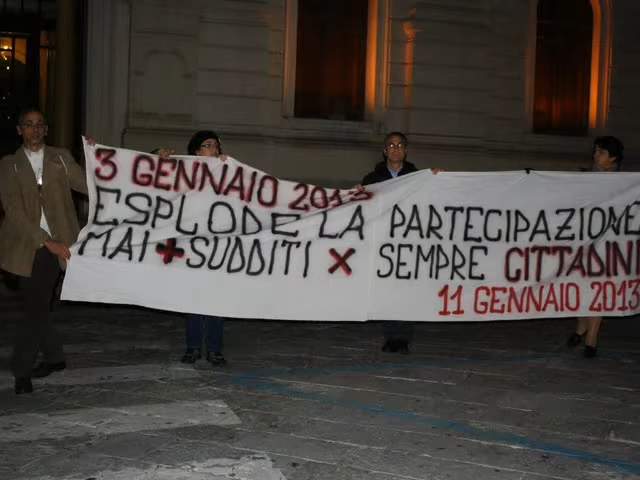 3 GENNAIO 2013
ESPLODE LA PARTECIPAZIONE
MAI + SUDDITI X SEMPRE CITTADINI
11 GENNAIO 2013